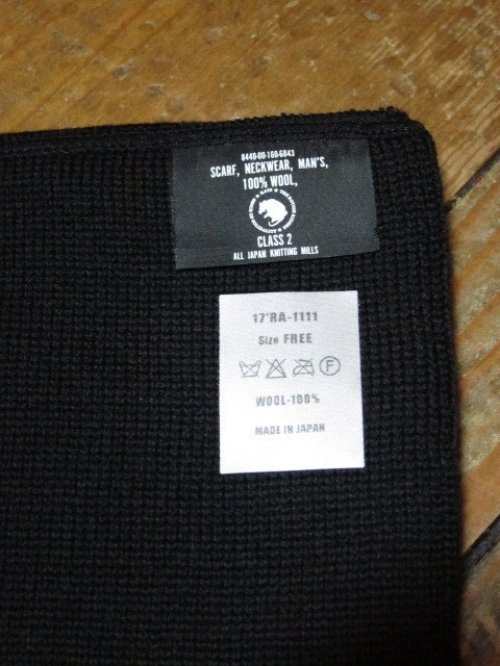 8440-00-160-6843
SCARF, NECKWEAR, MAN'S,
100% WOOL,
CLASS 2
ALL JAPAN KNITTING MILLS
17'RA-1111
Size FREE
F
WOOL-100%
MADE IN JAPAN